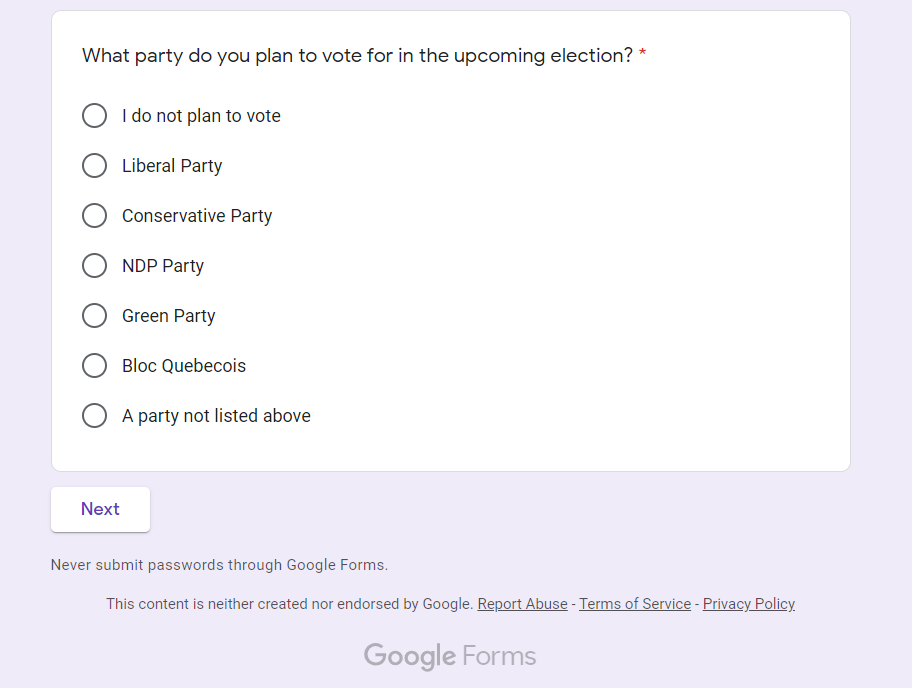 What party do you plan to vote for in the upcoming election? *
I do not plan to vote
Liberal Party
Conservative Party
NDP Party
Green Party
Bloc Quebecois
A party not listed above
Next
Never submit passwords through Google Forms.
This content is neither created nor endorsed by Google. Report Abuse - Terms of Service - Privacy Policy
Google Forms